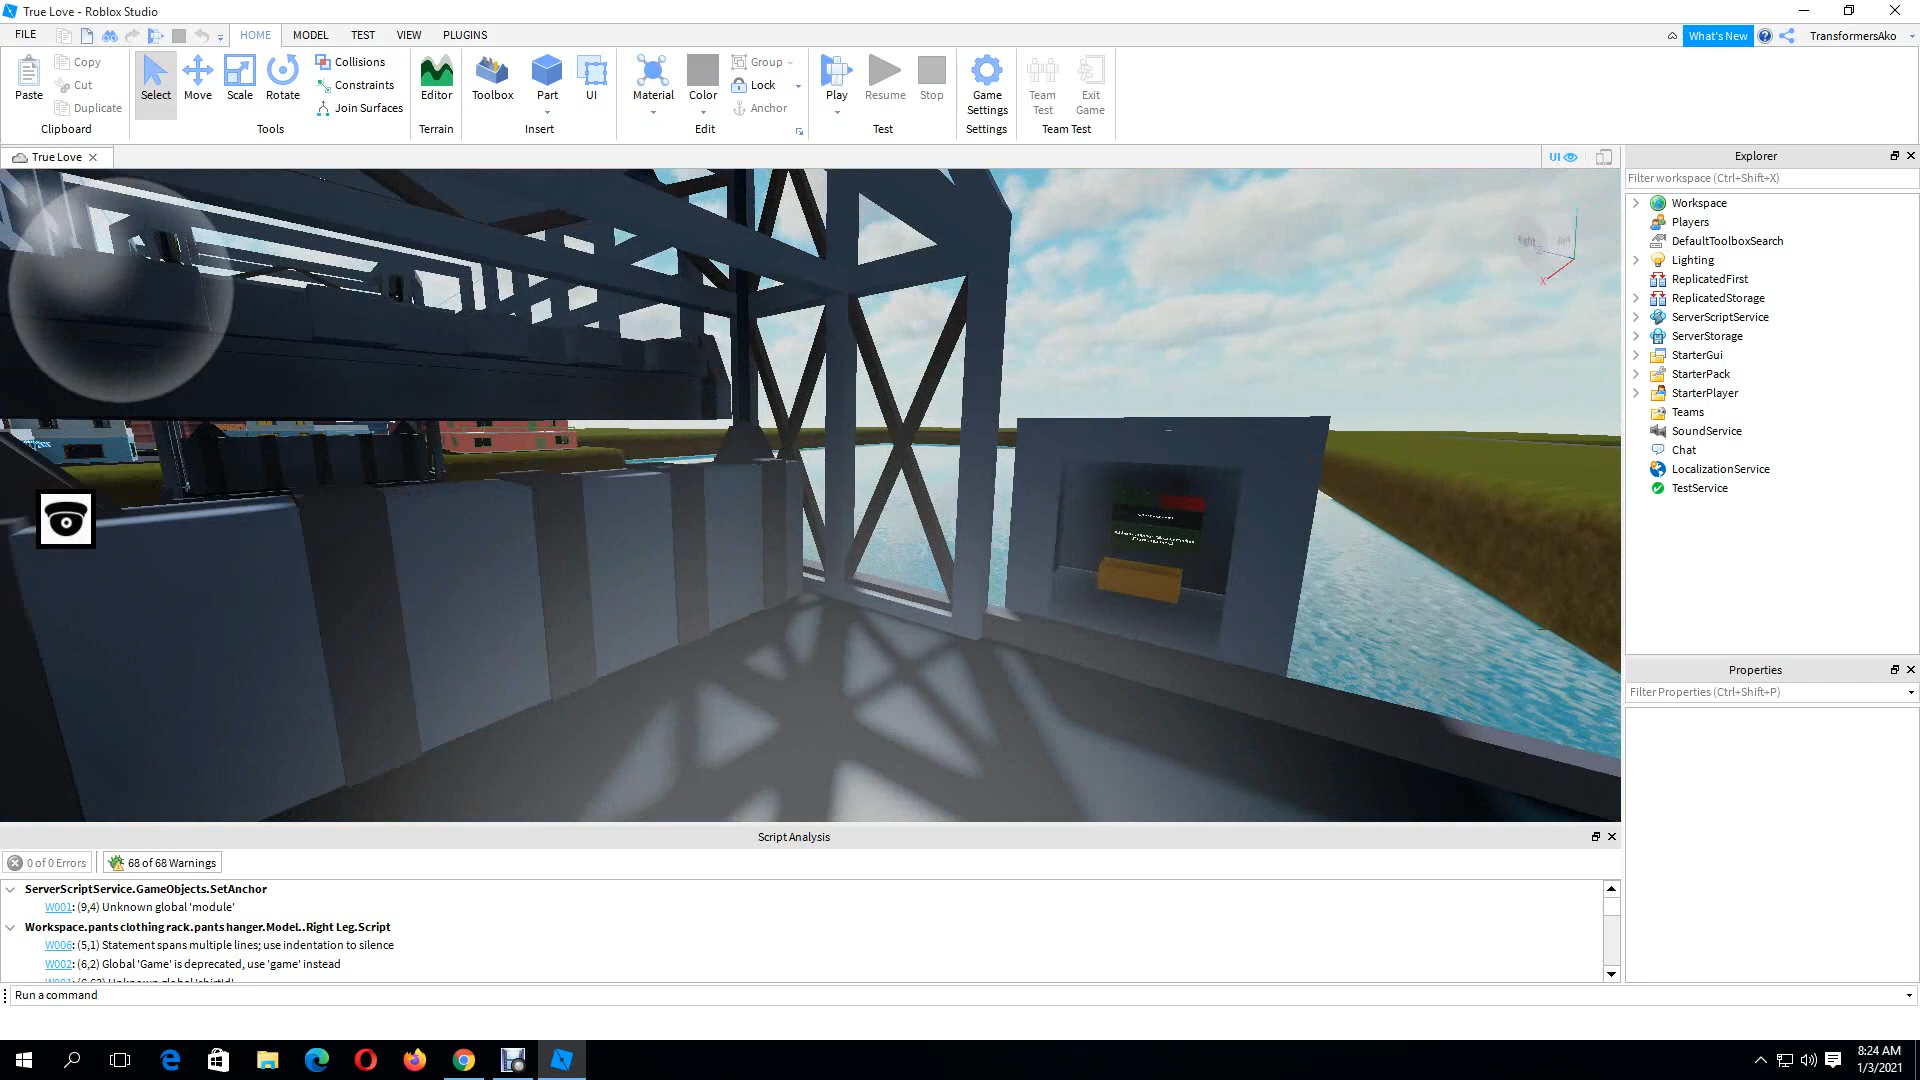 True Love - Roblox Studio
FILE
HOME
MODEL
TEST
VIEW
PLUGINS
What's New
TransformersAko
Paste
Copy
Cut
Duplicate
Clipboard
Select
Move
Scale
Rotate
Collisions
Constraints
Join Surfaces
Tools
Editor
Terrain
Toolbox
Part
UI
Insert
Material
Color
Group
Lock
Anchor
Edit
Play
Resume
Stop
Test
Game
Settings
Settings
Team
Test
Exit
Game
Team Test
True Love
UI
Explorer
Filter workspace (Ctrl+Shift+X)
Workspace
Players
DefaultToolboxSearch
Lighting
ReplicatedFirst
ReplicatedStorage
ServerScriptService
ServerStorage
StarterGui
StarterPack
StarterPlayer
Teams
SoundService
Chat
LocalizationService
TestService
Right
X
Properties
Filter Properties (Ctrl+Shift+P)
Script Analysis
0 of 0 Errors
68 of 68 Warnings
ServerScriptService.GameObjects.SetAnchor
W001: (9,4) Unknown global 'module'
Workspace.pants clothing rack.pants hanger.Model..Right Leg.Script
W006: (5,1) Statement spans multiple lines; use indentation to silence
W002: (6,2) Global 'Game' is deprecated, use 'game' instead
Run a command
8:24 AM
1/3/2021